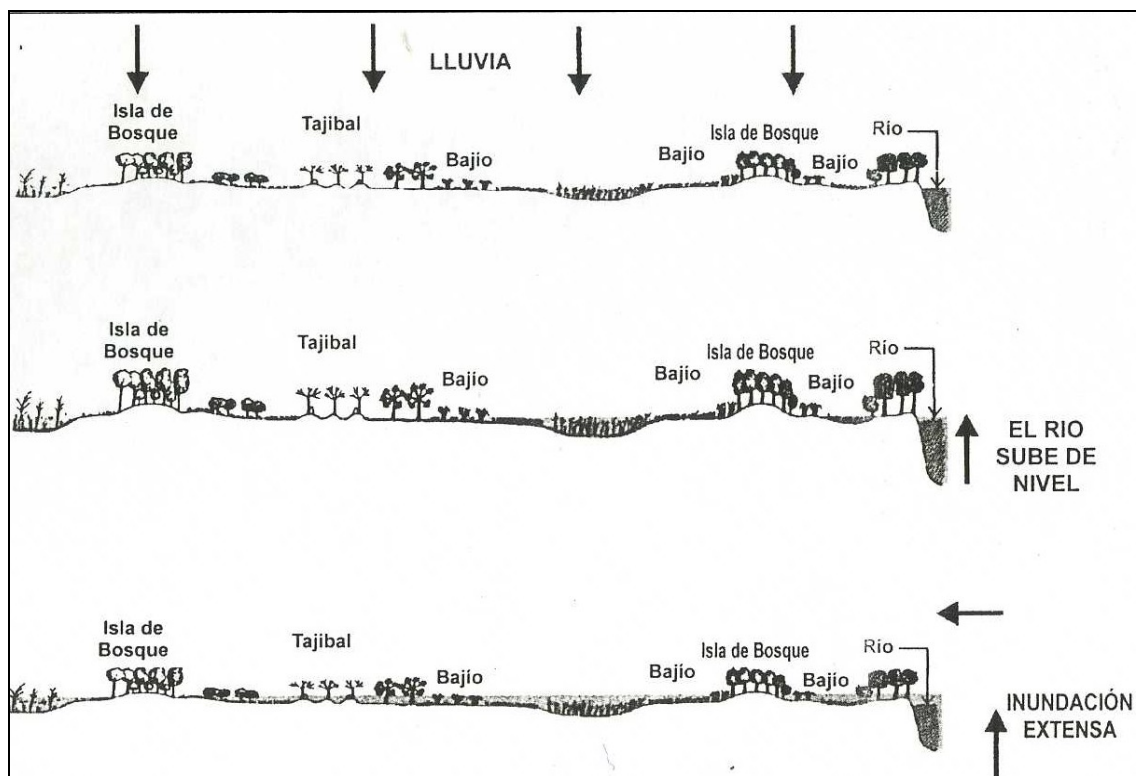 LLUVIA
Isla de
Bosque
Tajibal
Bajío
Bajío
Isla de Bosque
Bajío
Río
Isla de
Bosque
Tajibal
Bajío
Bajío
Isla de Bosque
Bajío
Río
EL RIO
SUBE DE
NIVEL
Isla de
Bosque
Tajibal
Bajío
Bajío
Isla de Bosque
Bajío
Río
INUNDACIÓN
EXTENSA